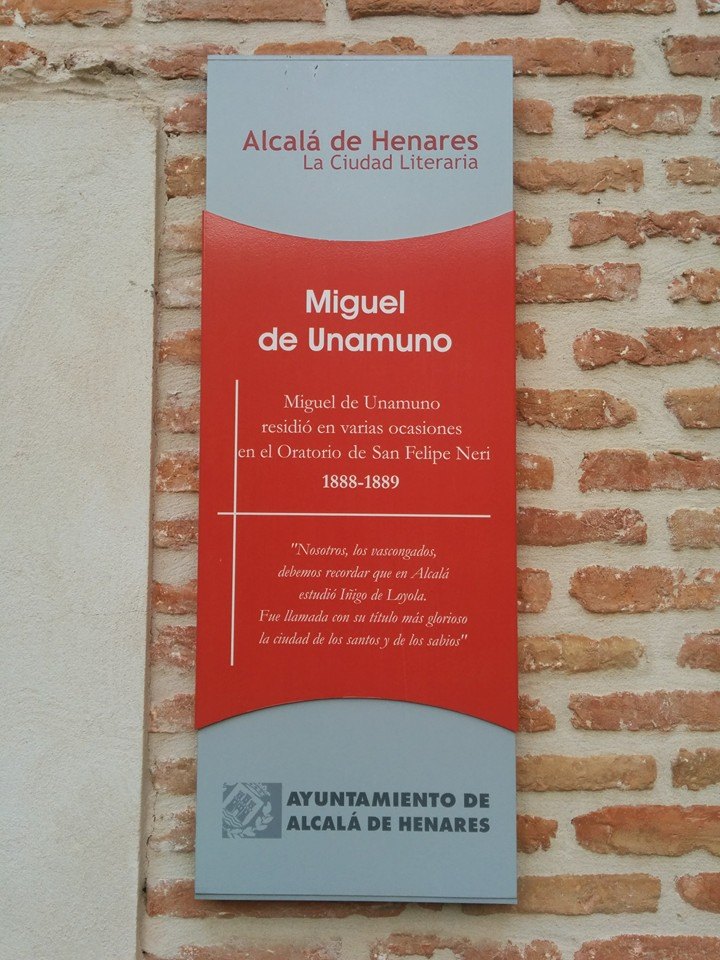 Alcalá de Henares
La Ciudad Literaria
Miguel
de Unamuno
Miguel de Unamuno
residió en varias ocasiones
en el Oratorio de San Felipe Neri
1888-1889
"Nosotros, los vascongados,
debemos recordar que en Alcalá
estudió Iñigo de Loyola.
Fue llamada con su título más glorioso
la ciudad de los santos y de los sabios"
AYUNTAMIENTO DE
ALCALÁ DE HENARES